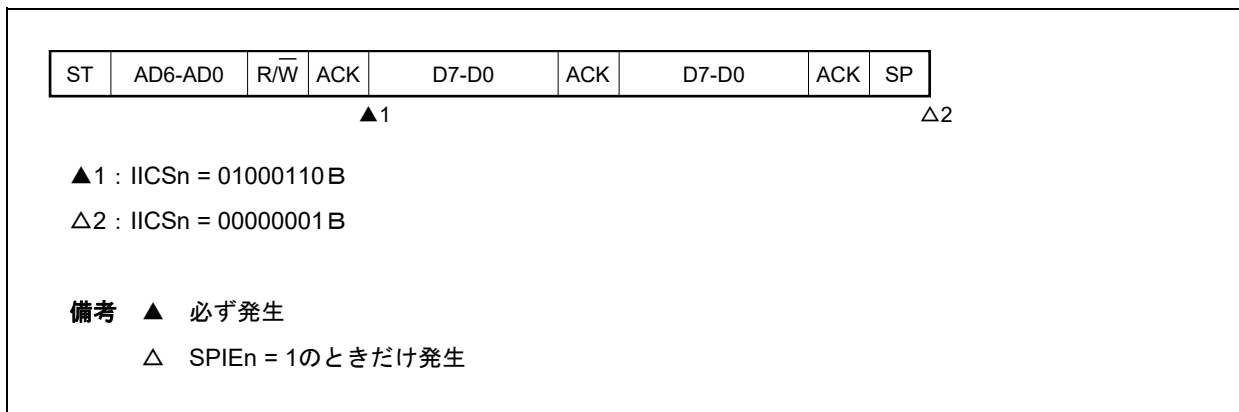 ST AD6-AD0 R/W̅ ACK D7-D0 ACK D7-D0 ACK SP
▲1 △2
▲1：IICSn = 01000110Ｂ
△2：IICSn = 00000001Ｂ
備考 ▲ 必ず発生
△ SPIEn = 1のときだけ発生